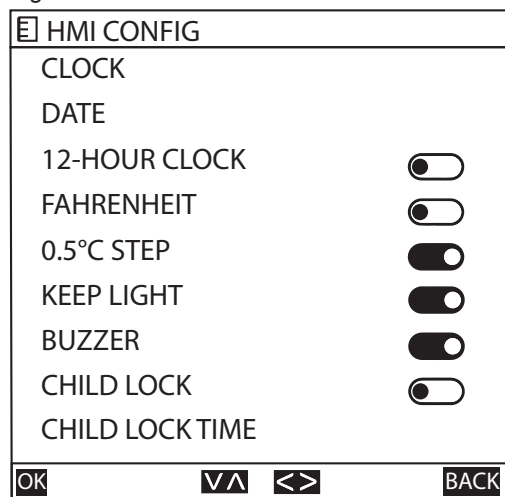 HMI CONFIG
CLOCK
DATE
12-HOUR CLOCK
FAHRENHEIT
0.5°C STEP
KEEP LIGHT
BUZZER
CHILD LOCK
CHILD LOCK TIME
OK BACK